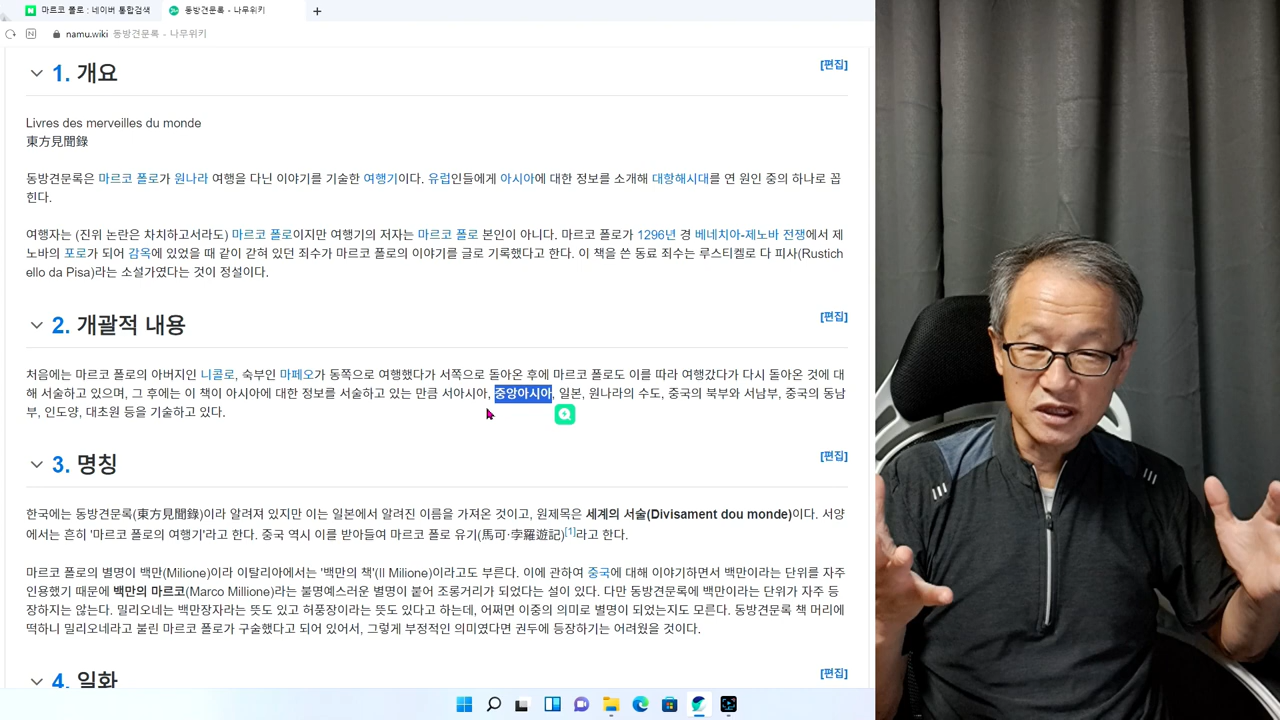 마르코 폴로 : 네이버 통합검색
동방견문록 - 나무위키
namu.wiki 동방견문록 - 나무위키
1. 개요
[편집]
Livres des merveilles du monde
東方見聞錄
동방견문록은 마르코 폴로가 원나라 여행을 다닌 이야기를 기술한 여행기이다. 유럽인들에게 아시아에 대한 정보를 소개해 대항해시대를 연 원인 중의 하나로 꼽
힌다.
여행자는 (진위 논란은 차치하고서라도) 마르코 폴로이지만 여행기의 저자는 마르코 폴로 본인이 아니다. 마르코 폴로가 1296년 경 베네치아-제노바 전쟁에서 제
노바의 포로가 되어 감옥에 있었을 때 같이 갇혀 있던 죄수가 마르코 폴로의 이야기를 글로 기록했다고 한다. 이 책을 쓴 동료 죄수는 루스티켈로 다 피사(Rustich
ello da Pisa)라는 소설가였다는 것이 정설이다.
2. 개괄적 내용
[편집]
처음에는 마르코 폴로의 아버지인 니콜로, 숙부인 마페오가 동쪽으로 여행했다가 서쪽으로 돌아온 후에 마르코 폴로도 이를 따라 여행갔다가 다시 돌아온 것에 대
해 서술하고 있으며, 그 후에는 이 책이 아시아에 대한 정보를 서술하고 있는 만큼 서아시아, 중앙아시아, 일본, 원나라의 수도, 중국의 북부와 서남부, 중국의 동남
부, 인도양, 대초원 등을 기술하고 있다.
3. 명칭
[편집]
한국에는 동방견문록(東方見聞錄)이라 알려져 있지만 이는 일본에서 알려진 이름을 가져온 것이고, 원제목은 세계의 서술(Divisament dou monde)이다. 서양
에서는 흔히 '마르코 폴로의 여행기'라고 한다. 중국 역시 이를 받아들여 마르코 폴로 유기(馬可·孛羅遊記)[1]라고 한다.
마르코 폴로의 별명이 백만(Milione)이라 이탈리아에서는 '백만의 책'(Il Milione)이라고도 부른다. 이에 관하여 중국에 대해 이야기하면서 백만이라는 단위를 자주
인용했기 때문에 백만의 마르코(Marco Millione)라는 불명예스러운 별명이 붙어 조롱거리가 되었다는 설이 있다. 다만 동방견문록에 백만이라는 단위가 자주 등
장하지는 않는다. 밀리오네는 백만장자라는 뜻도 있고 허풍장이라는 뜻도 있다고 하는데, 어쩌면 이중의 의미로 별명이 되었는지도 모른다. 동방견문록 책 머리에
떡하니 밀리오네라고 불린 마르코 폴로가 구술했다고 되어 있어서, 그렇게 부정적인 의미였다면 권두에 등장하기는 어려웠을 것이다.
4. 일화
[편집]